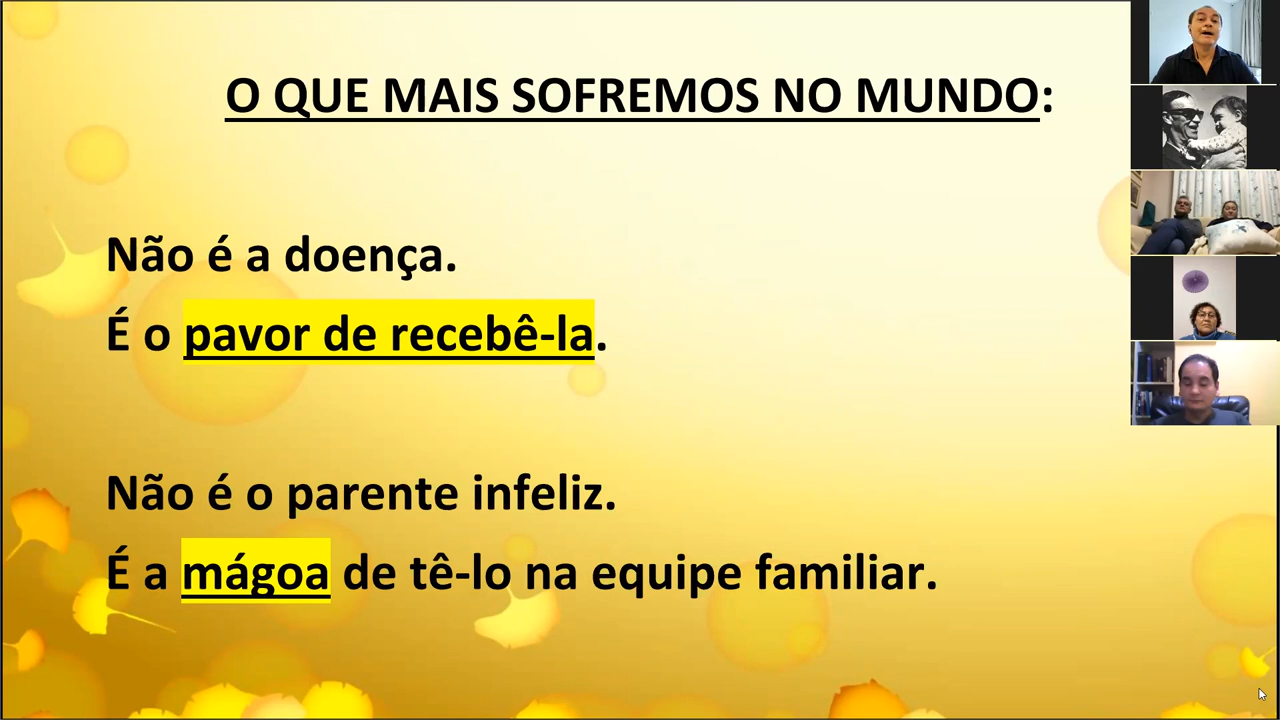 O QUE MAIS SOFREMOS NO MUNDO:
Não é a doença.
É o pavor de recebê-la.
Não é o parente infeliz.
É a mágoa de tê-lo na equipe familiar.